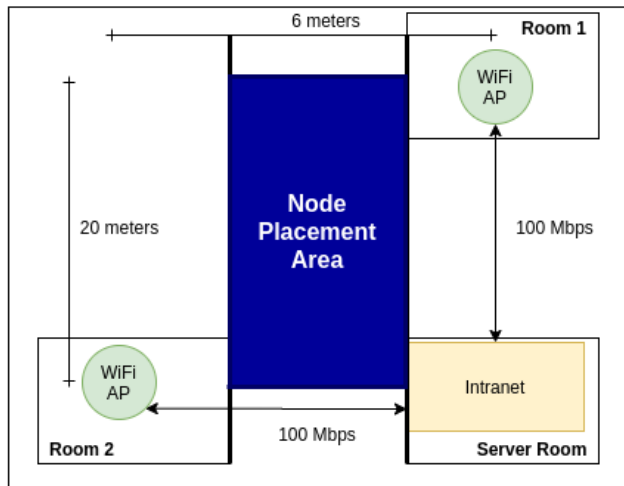 6 meters
Room 1
WiFi
AP
20 meters
Node
Placement
Area
100 Mbps
WiFi
AP
Intranet
100 Mbps
Room 2
Server Room